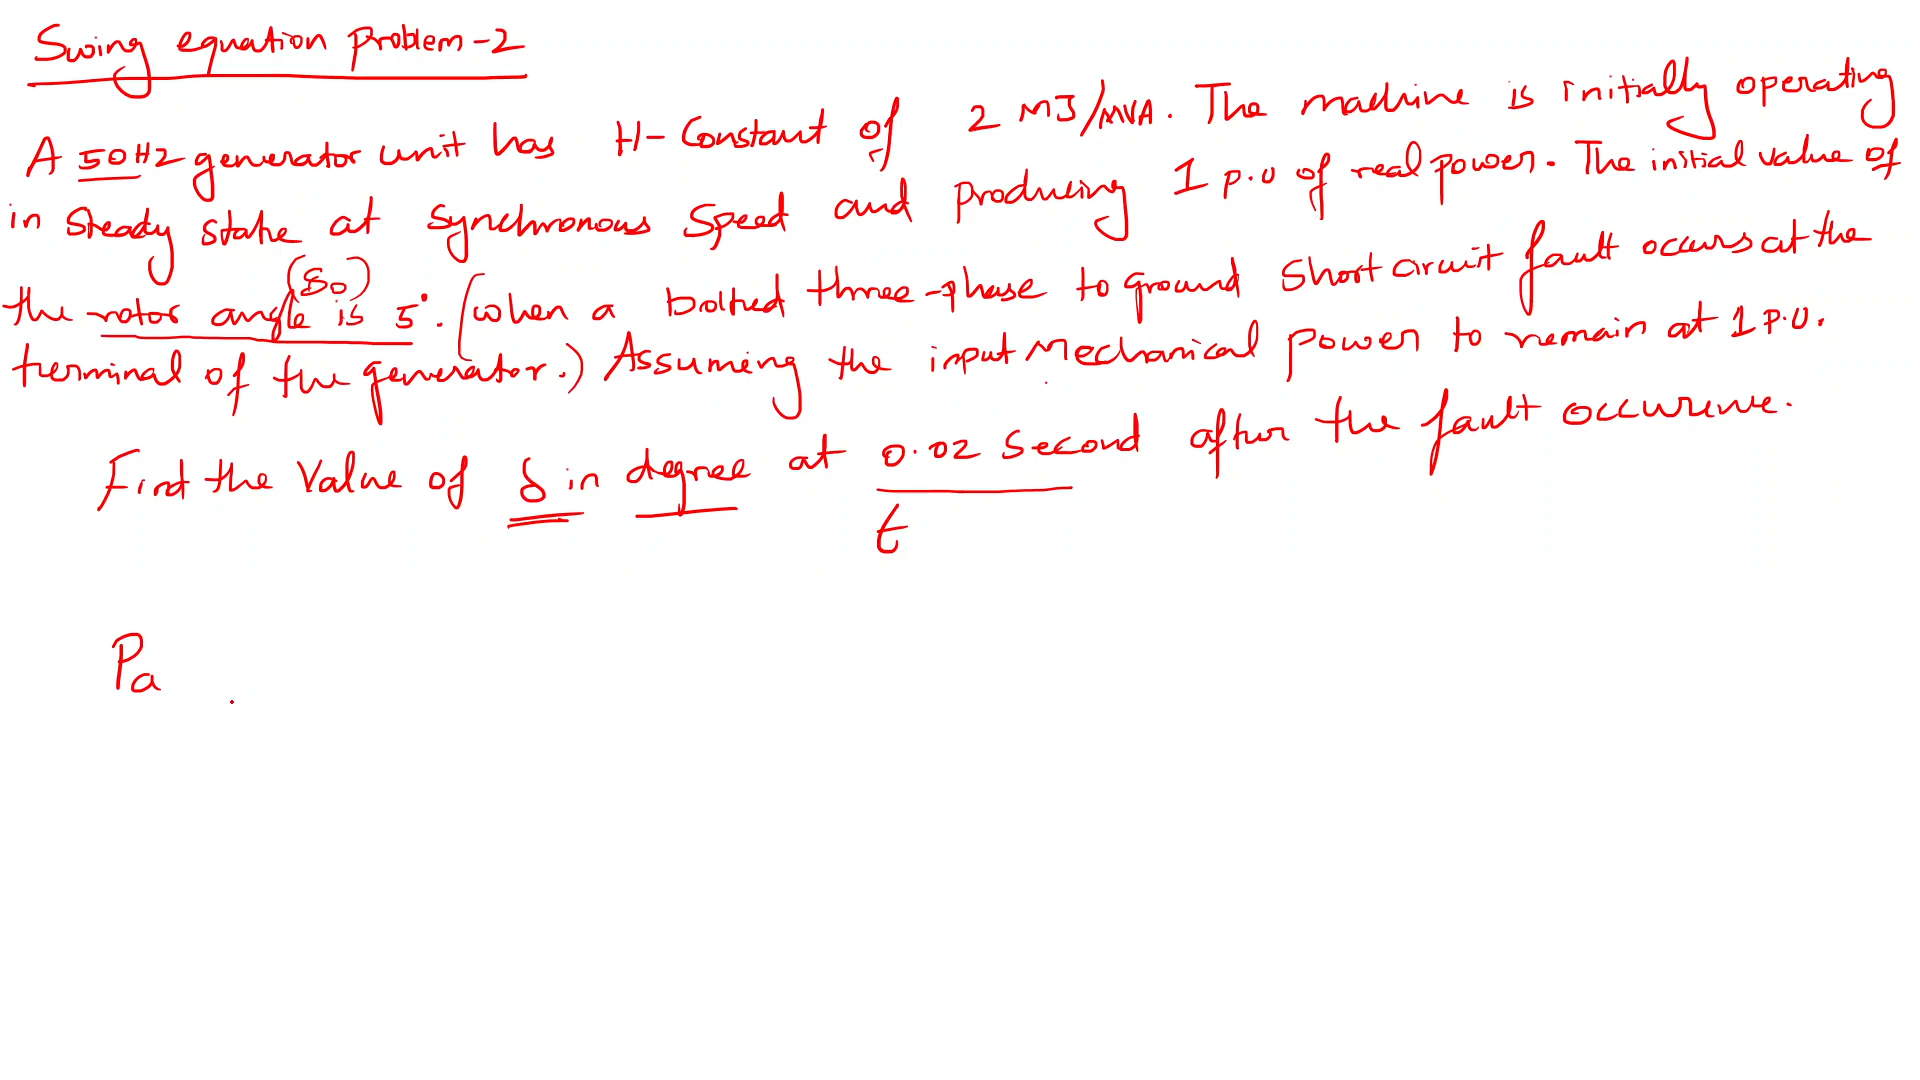 Swing equation Problem-2
A 50Hz generator unit has H-Constant of 2 MJ/MVA. The machine is initially operating
in steady state at synchronous speed and producing 1 p.u of real power. The initial value of
(δ0)
the rotor angle is 5°. (when a bolted three-phase to ground short circuit fault occurs at the
terminal of the generator.) Assuming the input Mechanical power to remain at 1 P.U.
Find the value of δ in degree at 0.02 second after the fault occurence.
t
Pa